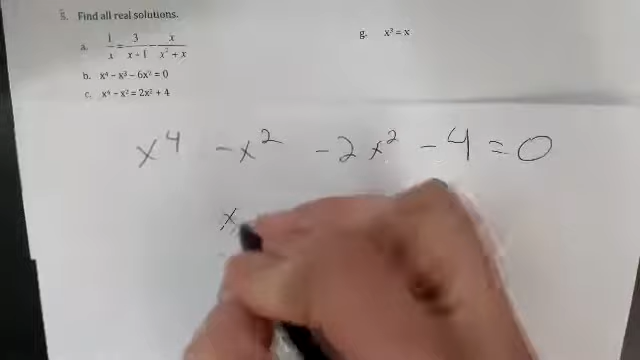 5. Find all real solutions.
a. 1/x = 3/(x+1) - x/(x²+x)
b. x⁴ - x³ - 6x² = 0
c. x⁴ - x² = 2x² + 4
g. x³ = x
x⁴ - x² - 2x² - 4 = 0
x